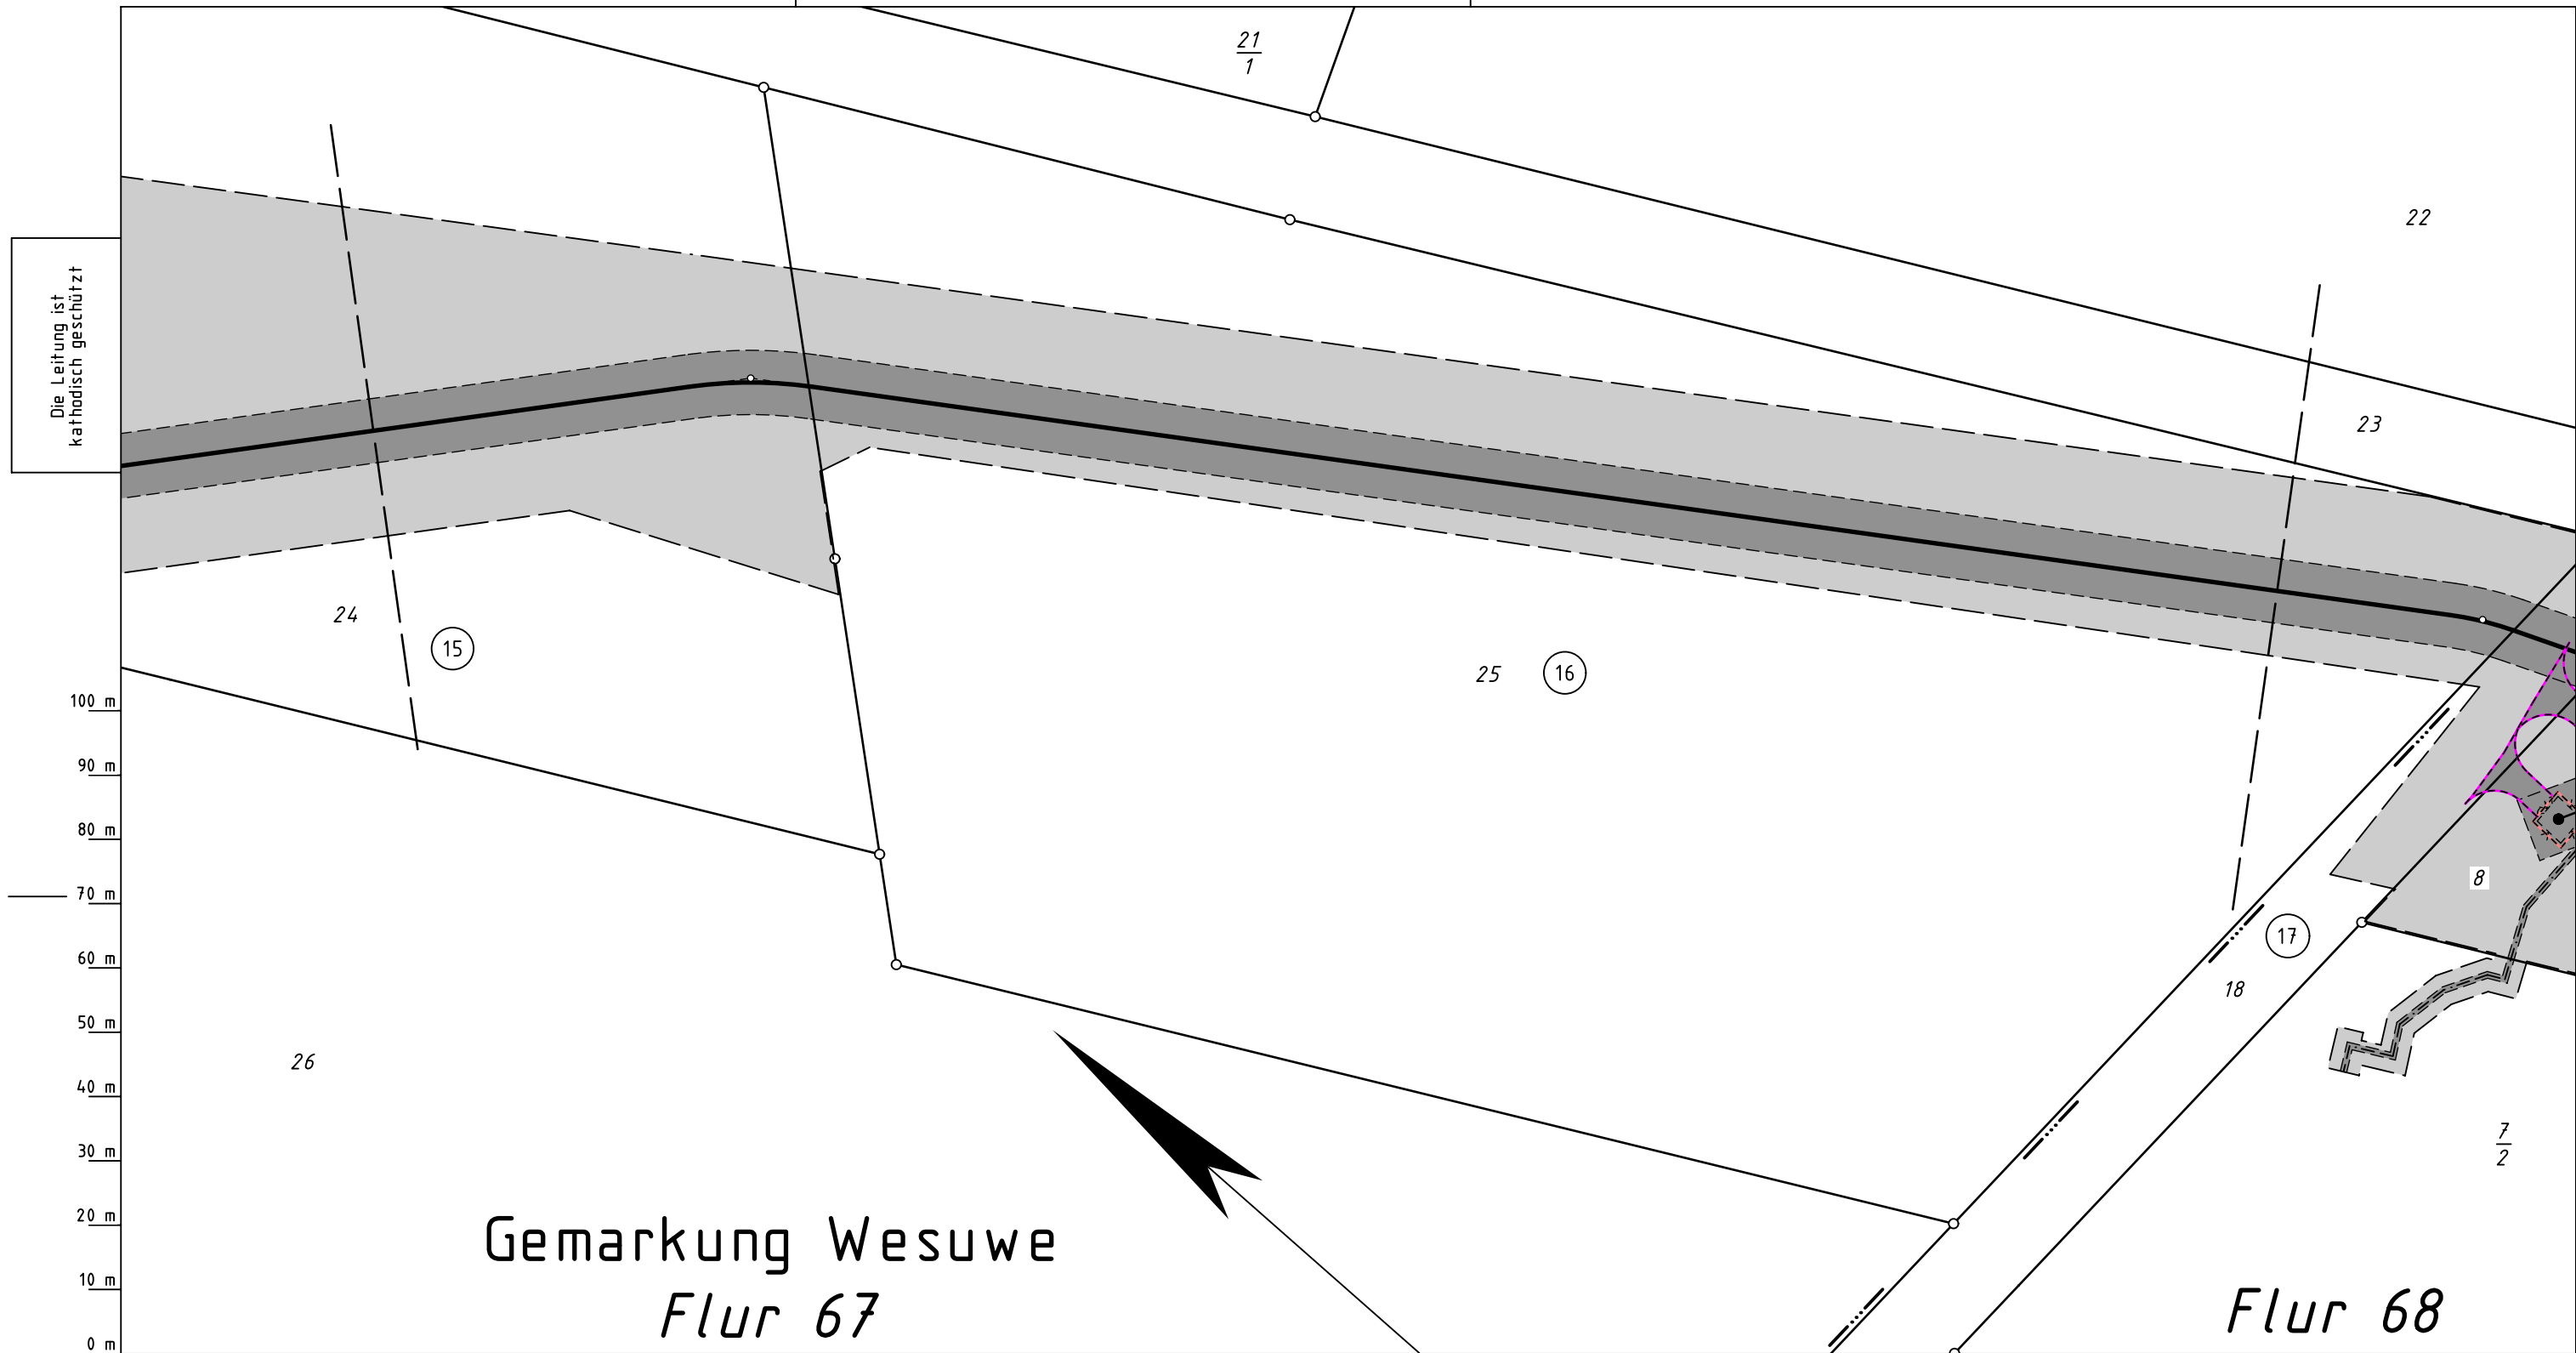 21
1
22
23
Die Leitung ist
kathodisch geschützt
24
15
25
16
100 m
90 m
80 m
70 m
60 m
50 m
40 m
30 m
20 m
10 m
0 m
8
17
18
26
7
2
Gemarkung Wesuwe
Flur 67
Flur 68